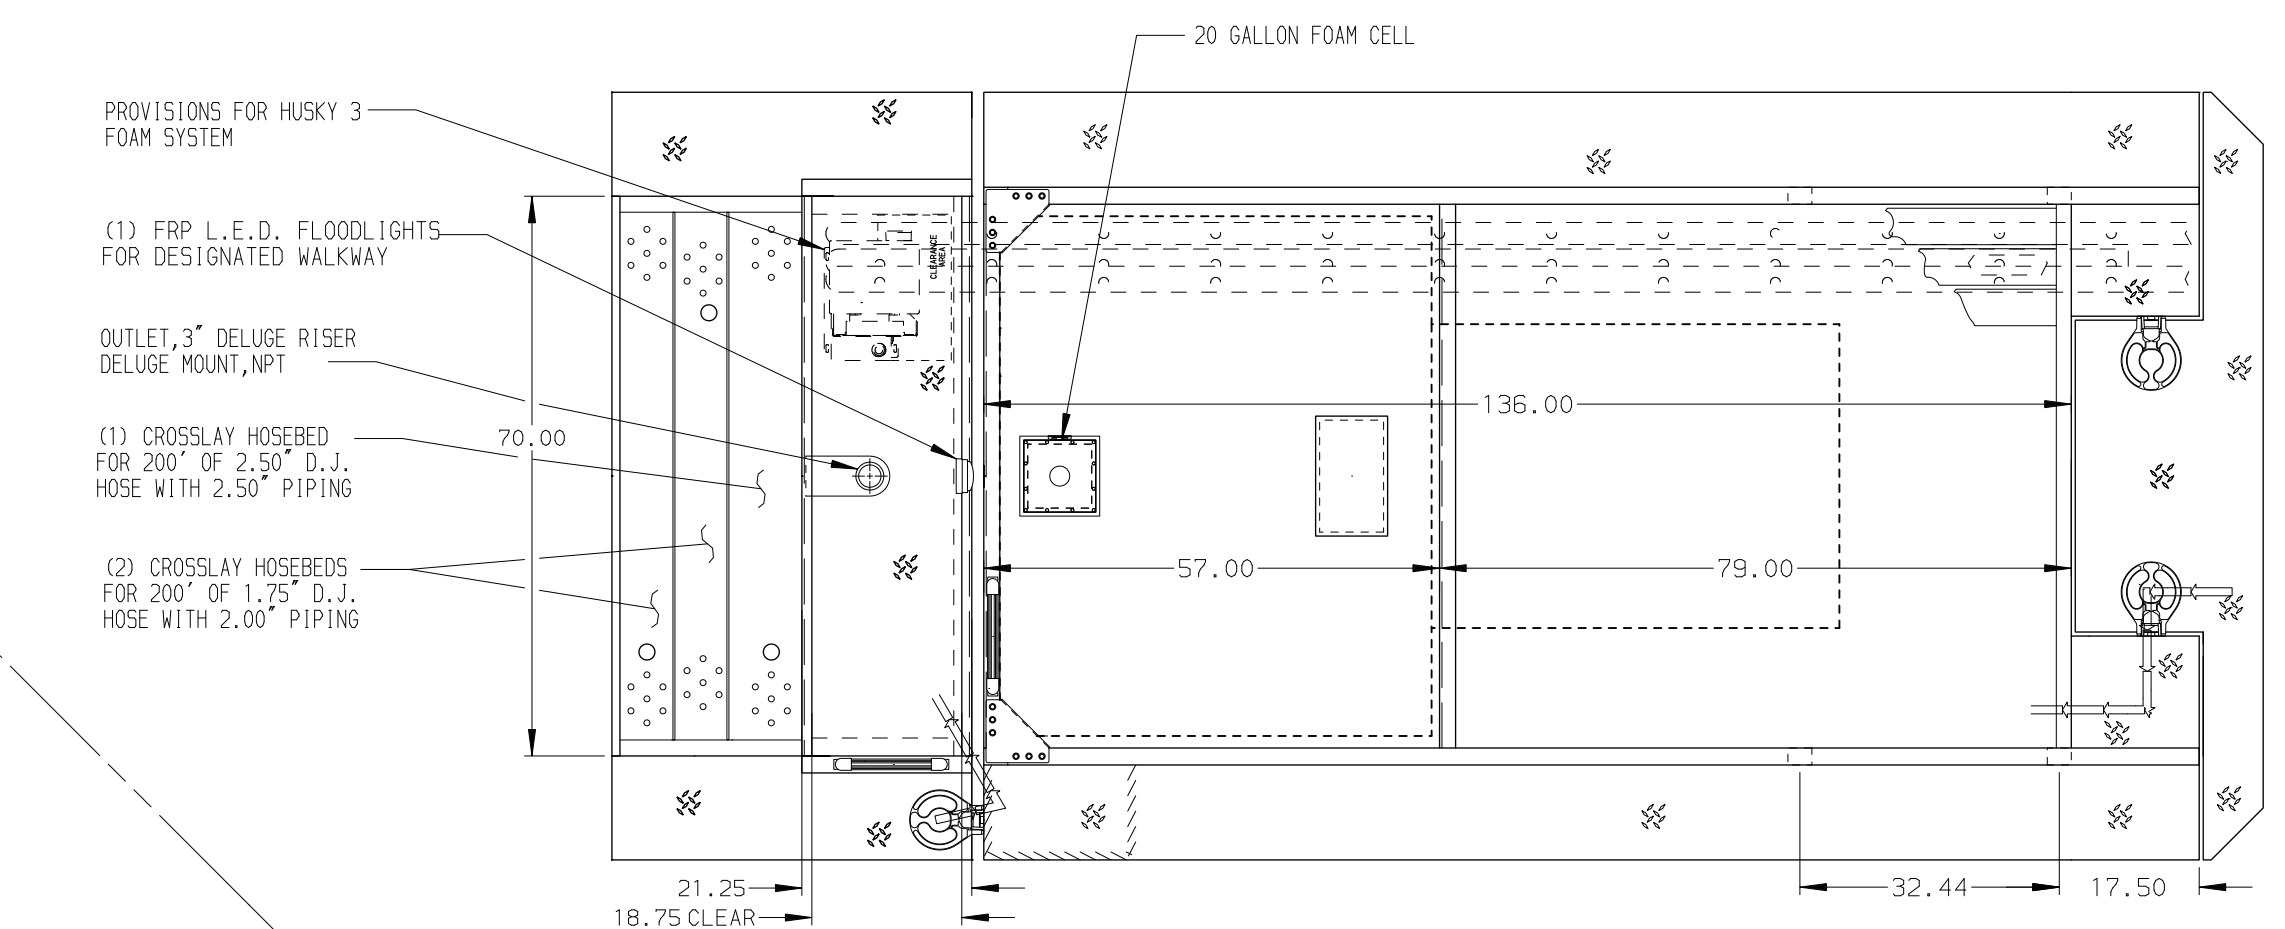 20 GALLON FOAM CELL
PROVISIONS FOR HUSKY 3
FOAM SYSTEM
(1) FRP L.E.D. FLOODLIGHTS
FOR DESIGNATED WALKWAY
OUTLET,3" DELUGE RISER
DELUGE MOUNT,NPT
(1) CROSSLAY HOSEBED
FOR 200' OF 2.50" D.J.
HOSE WITH 2.50" PIPING
(2) CROSSLAY HOSEBEDS
FOR 200' OF 1.75" D.J.
HOSE WITH 2.00" PIPING
70.00
CLEARANCE
AREA
136.00
57.00
79.00
21.25
18.75 CLEAR
32.44
17.50